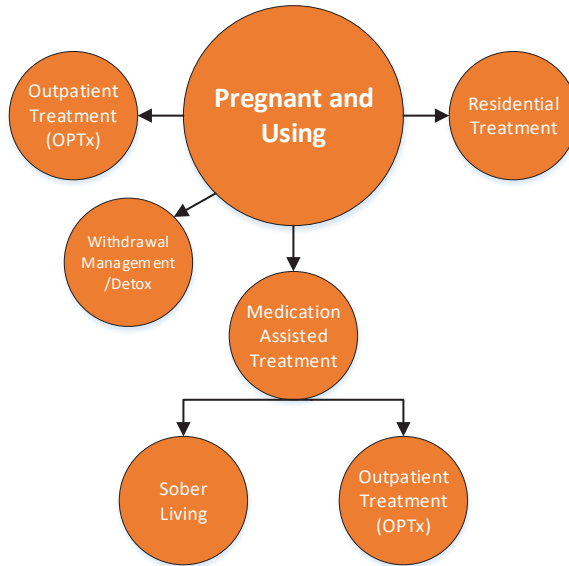 Pregnant and
Using
Outpatient
Treatment
(OPTx)
Residential
Treatment
Withdrawal
Management
/Detox
Medication
Assisted
Treatment
Sober
Living
Outpatient
Treatment
(OPTx)